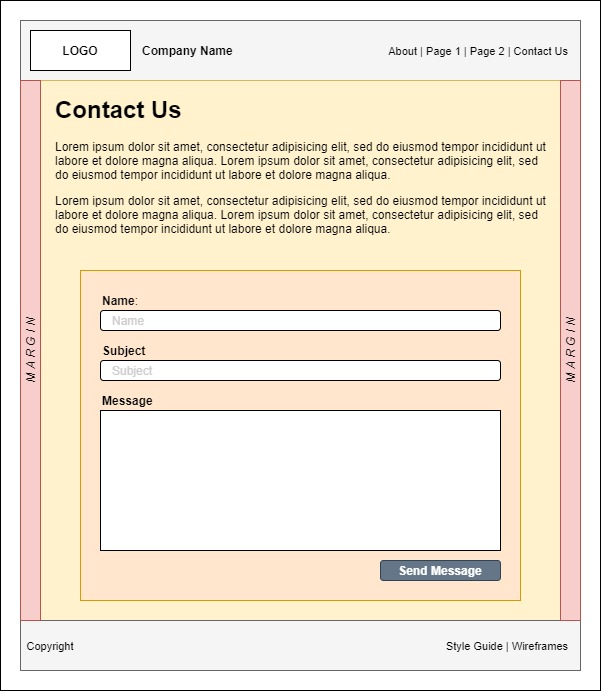 LOGO
Company Name
About | Page 1 | Page 2 | Contact Us
Contact Us
Lorem ipsum dolor sit amet, consectetur adipisicing elit, sed do eiusmod tempor incididunt ut
labore et dolore magna aliqua. Lorem ipsum dolor sit amet, consectetur adipisicing elit, sed
do eiusmod tempor incididunt ut labore et dolore magna aliqua.
Lorem ipsum dolor sit amet, consectetur adipisicing elit, sed do eiusmod tempor incididunt ut
labore et dolore magna aliqua. Lorem ipsum dolor sit amet, consectetur adipisicing elit, sed
do eiusmod tempor incididunt ut labore et dolore magna aliqua.
MARGIN
Name:
Name
Subject
Subject
Message
Send Message
MARGIN
Copyright
Style Guide | Wireframes